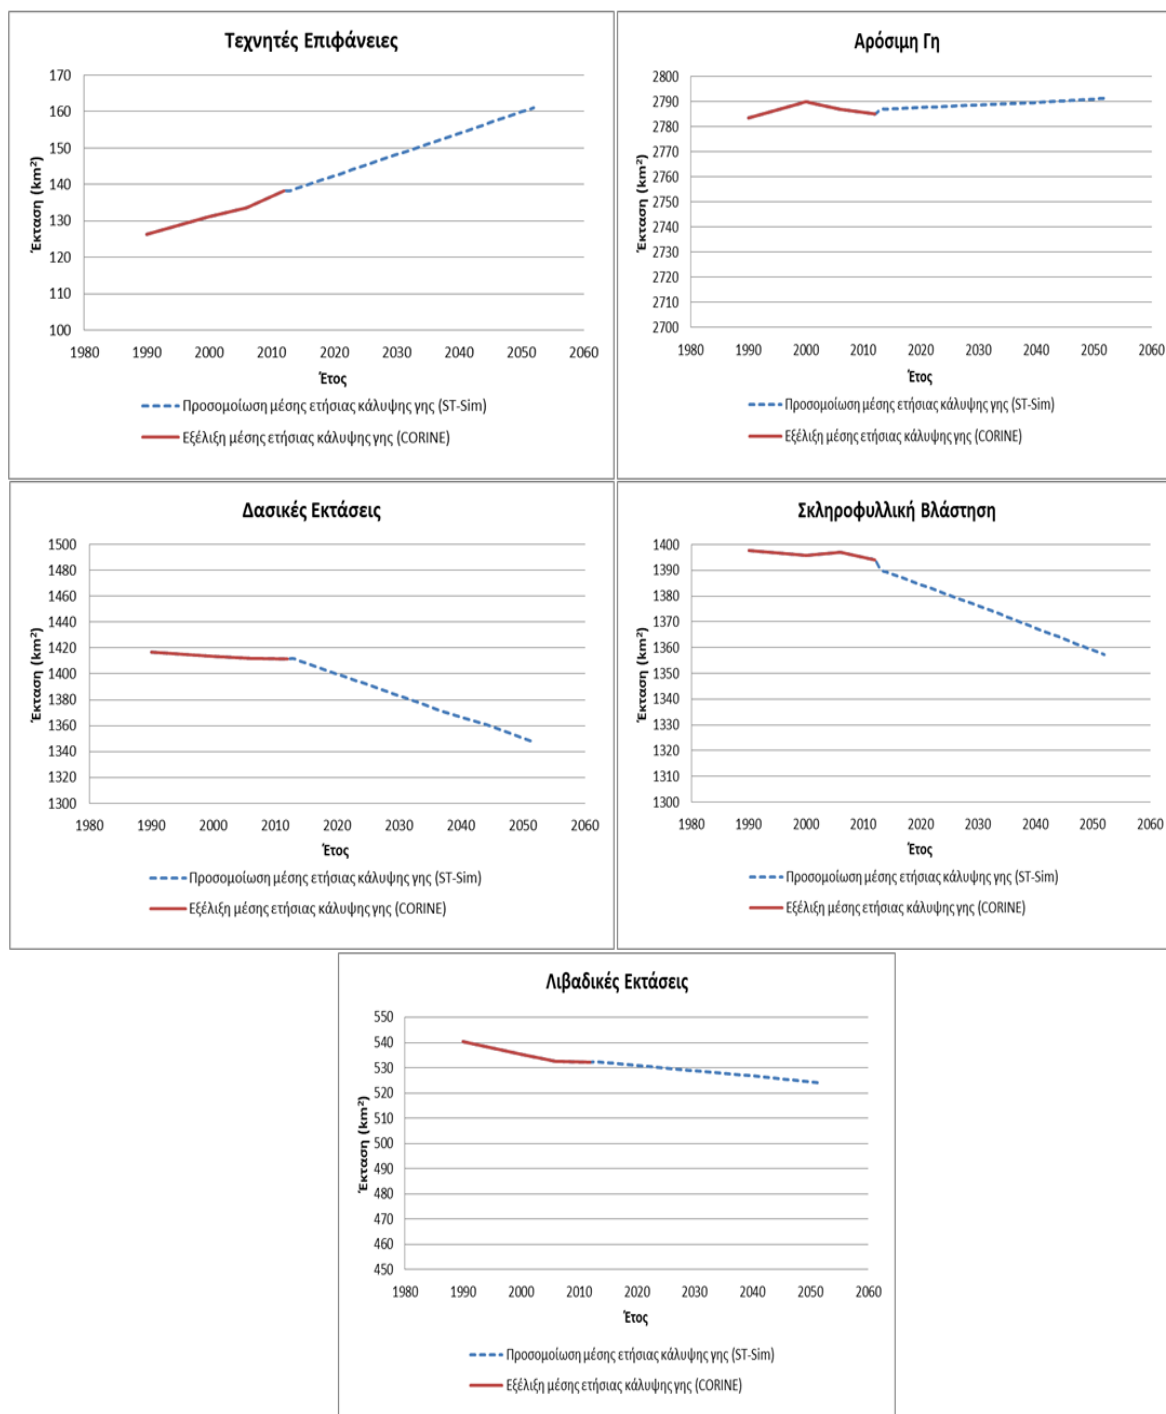 Τεχνητές Επιφάνειες
170
160
150
140
130
120
110
100
Έκταση (km²)
1980 1990 2000 2010 2020 2030 2040 2050 2060
Έτος
Προσομοίωση μέσης ετήσιας κάλυψης γης (ST-Sim)
Εξέλιξη μέσης ετήσιας κάλυψης γης (CORINE)
Αρόσιμη Γη
2800
2790
2780
2770
2760
2750
2740
2730
2720
2710
2700
Έκταση (km²)
1980 1990 2000 2010 2020 2030 2040 2050 2060
Έτος
Προσομοίωση μέσης ετήσιας κάλυψης γης (ST-Sim)
Εξέλιξη μέσης ετήσιας κάλυψης γης (CORINE)
Δασικές Εκτάσεις
1500
1480
1460
1440
1420
1400
1380
1360
1340
1320
1300
Έκταση (km²)
1980 1990 2000 2010 2020 2030 2040 2050 2060
Έτος
Προσομοίωση μέσης ετήσιας κάλυψης γης (ST-Sim)
Εξέλιξη μέσης ετήσιας κάλυψης γης (CORINE)
Σκληροφυλλική Βλάστηση
1400
1390
1380
1370
1360
1350
1340
1330
1320
1310
1300
Έκταση (km²)
1980 1990 2000 2010 2020 2030 2040 2050 2060
Έτος
Προσομοίωση μέσης ετήσιας κάλυψης γης (ST-Sim)
Εξέλιξη μέσης ετήσιας κάλυψης γης (CORINE)
Λιβαδικές Εκτάσεις
550
540
530
520
510
500
490
480
470
460
450
Έκταση (km²)
1980 1990 2000 2010 2020 2030 2040 2050 2060
Έτος
Προσομοίωση μέσης ετήσιας κάλυψης γης (ST-Sim)
Εξέλιξη μέσης ετήσιας κάλυψης γης (CORINE)